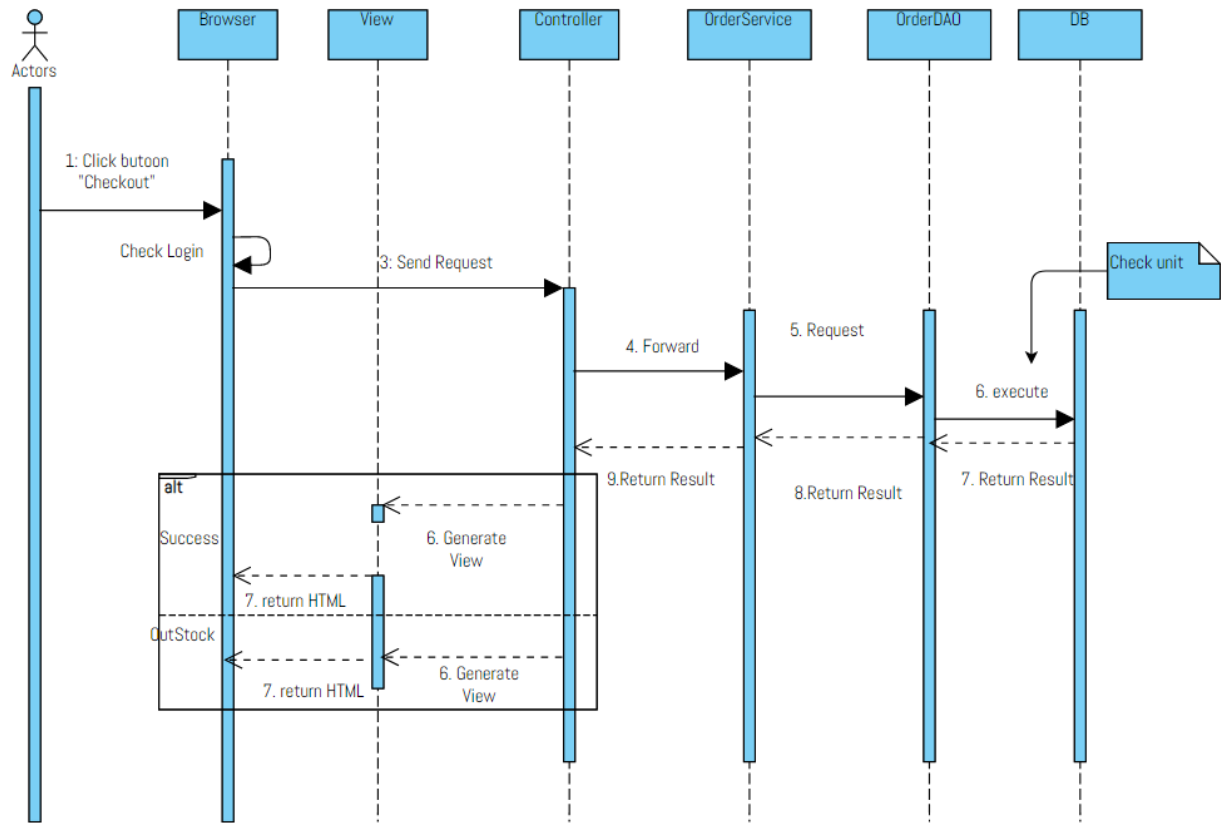 Browser
View
Controller
OrderService
OrderDAO
DB
Actors
1: Click butoon
"Checkout"
Check Login
3: Send Request
Check unit
5. Request
4. Forward
6. execute
9.Return Result
8.Return Result
7. Return Result
alt
Success
6. Generate
View
7. return HTML
OutStock
6. Generate
View
7. return HTML